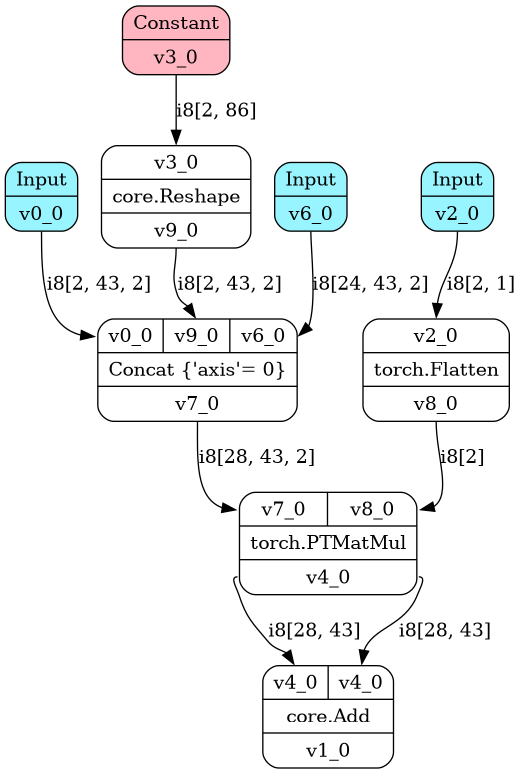 Constant
v3_0
i8[2, 86]
Input
v0_0
v3_0
core.Reshape
v9_0
Input
v6_0
Input
v2_0
i8[2, 43, 2]
i8[2, 43, 2]
i8[24, 43, 2]
i8[2, 1]
v0_0 v9_0 v6_0
Concat {'axis'= 0}
v7_0
v2_0
torch.Flatten
v8_0
i8[28, 43, 2]
i8[2]
v7_0 v8_0
torch.PTMatMul
v4_0
i8[28, 43]
i8[28, 43]
v4_0 v4_0
core.Add
v1_0